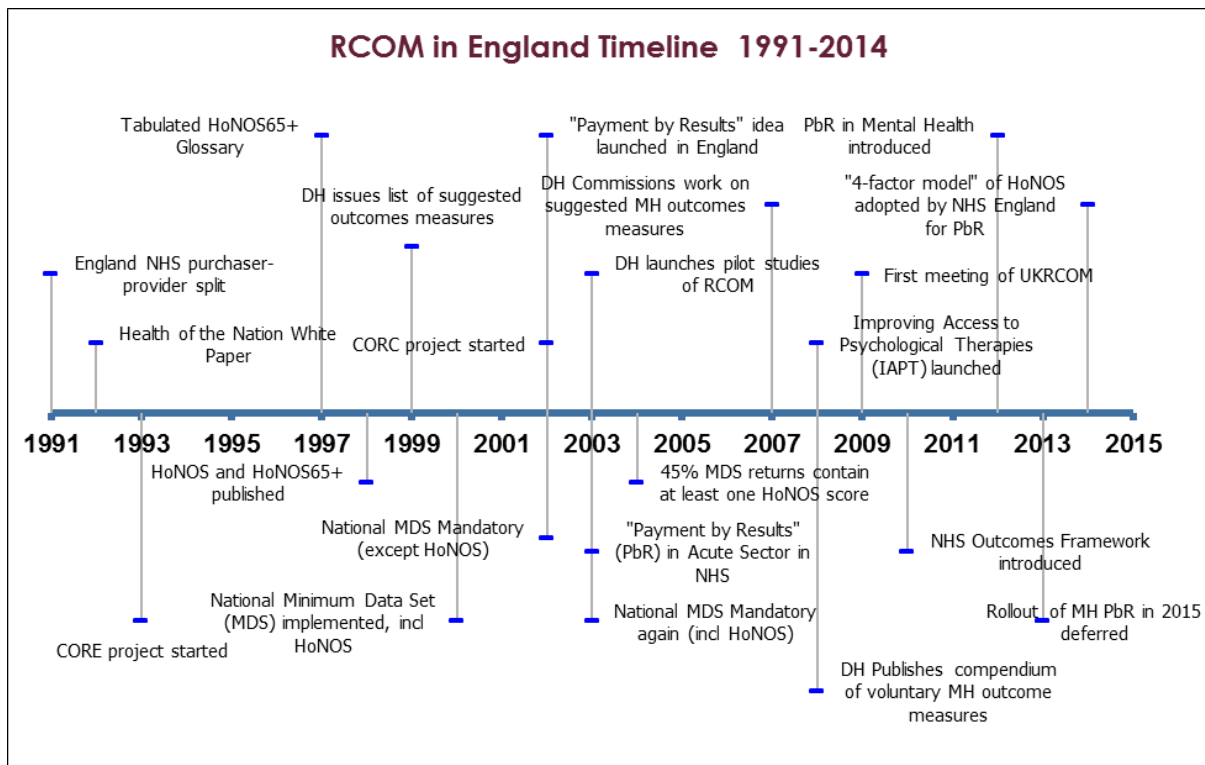 RCOM in England Timeline 1991-2014
Tabulated HoNOS65+
Glossary
"Payment by Results" idea
launched in England
PbR in Mental Health
introduced
DH issues list of suggested
outcomes measures
DH Commissions work on
suggested MH outcomes
measures
"4-factor model" of HoNOS
adopted by NHS England
for PbR
England NHS purchaser-
provider split
DH launches pilot studies
of RCOM
First meeting of UKRCOM
Health of the Nation White
Paper
CORC project started
Improving Access to
Psychological Therapies
(IAPT) launched
1991 1993 1995 1997 1999 2001 2003 2005 2007 2009 2011 2013 2015
HoNOS and HoNOS65+
published
45% MDS returns contain
at least one HoNOS score
National MDS Mandatory
(except HoNOS)
"Payment by Results"
(PbR) in Acute Sector in
NHS
NHS Outcomes Framework
introduced
National Minimum Data Set
(MDS) implemented, incl
HoNOS
National MDS Mandatory
again (incl HoNOS)
Rollout of MH PbR in 2015
deferred
CORE project started
DH Publishes compendium
of voluntary MH outcome
measures